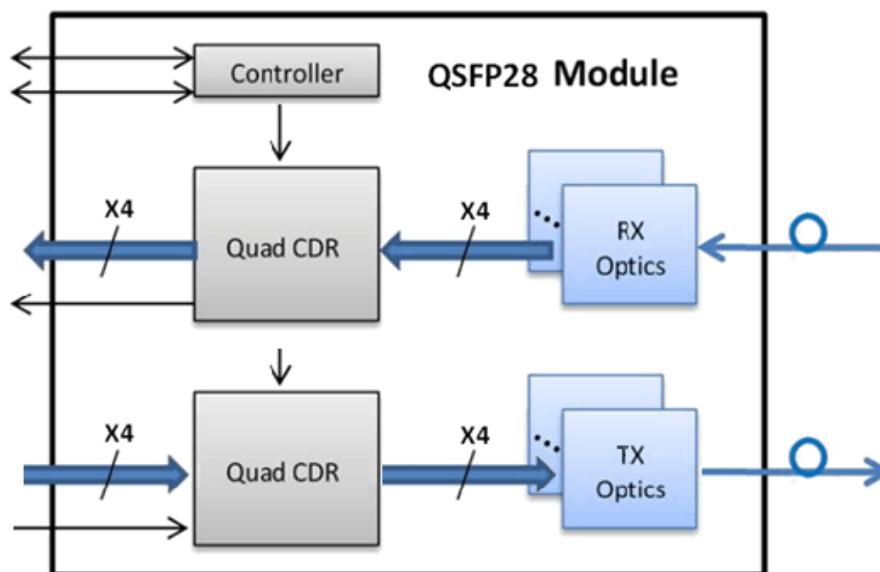 Controller
QSFP28 Module
X4
Quad CDR
X4
RX
Optics
X4
Quad CDR
X4
TX
Optics